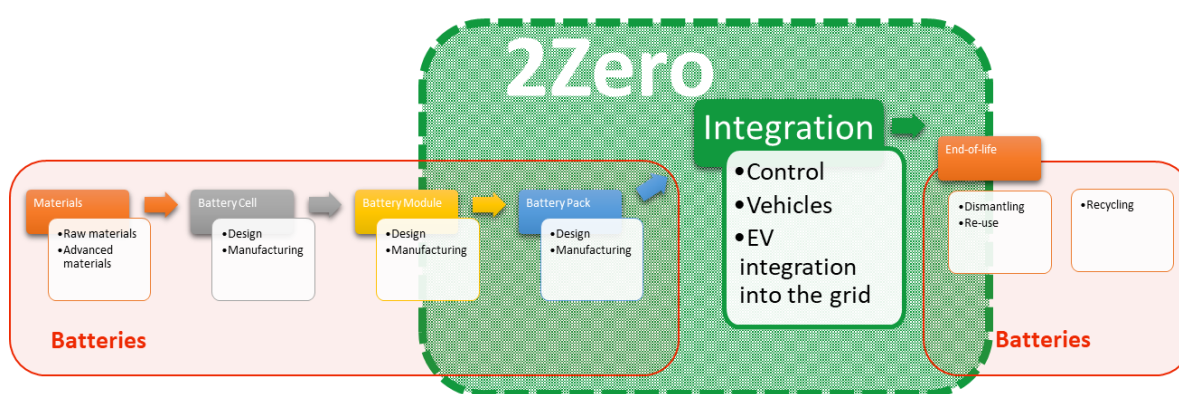 2Zero
Materials
•Raw materials
•Advanced
materials
Battery Cell
•Design
•Manufacturing
Battery Module
•Design
•Manufacturing
Battery Pack
•Design
•Manufacturing
Integration
•Control
•Vehicles
•EV
integration
into the grid
End-of-life
•Dismantling
•Re-use
•Recycling
Batteries
Batteries